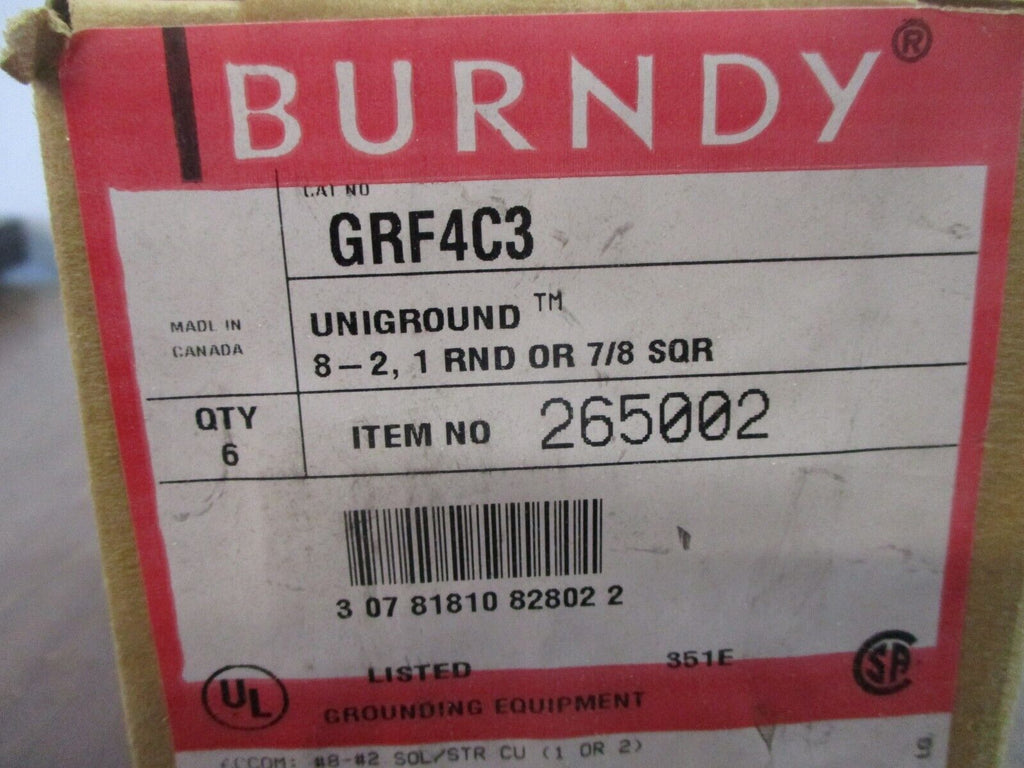 BURNDY®
CAT NO
GRF4C3
UNIGROUND TM
8-2, 1 RND OR 7/8 SQR
MADE IN
CANADA
QTY
6
ITEM NO 265002
3 07 81810 82802 2
UL
LISTED 351E
SA
GROUNDING EQUIPMENT
#8-#2 SOL/STR CU (1 OR 2)